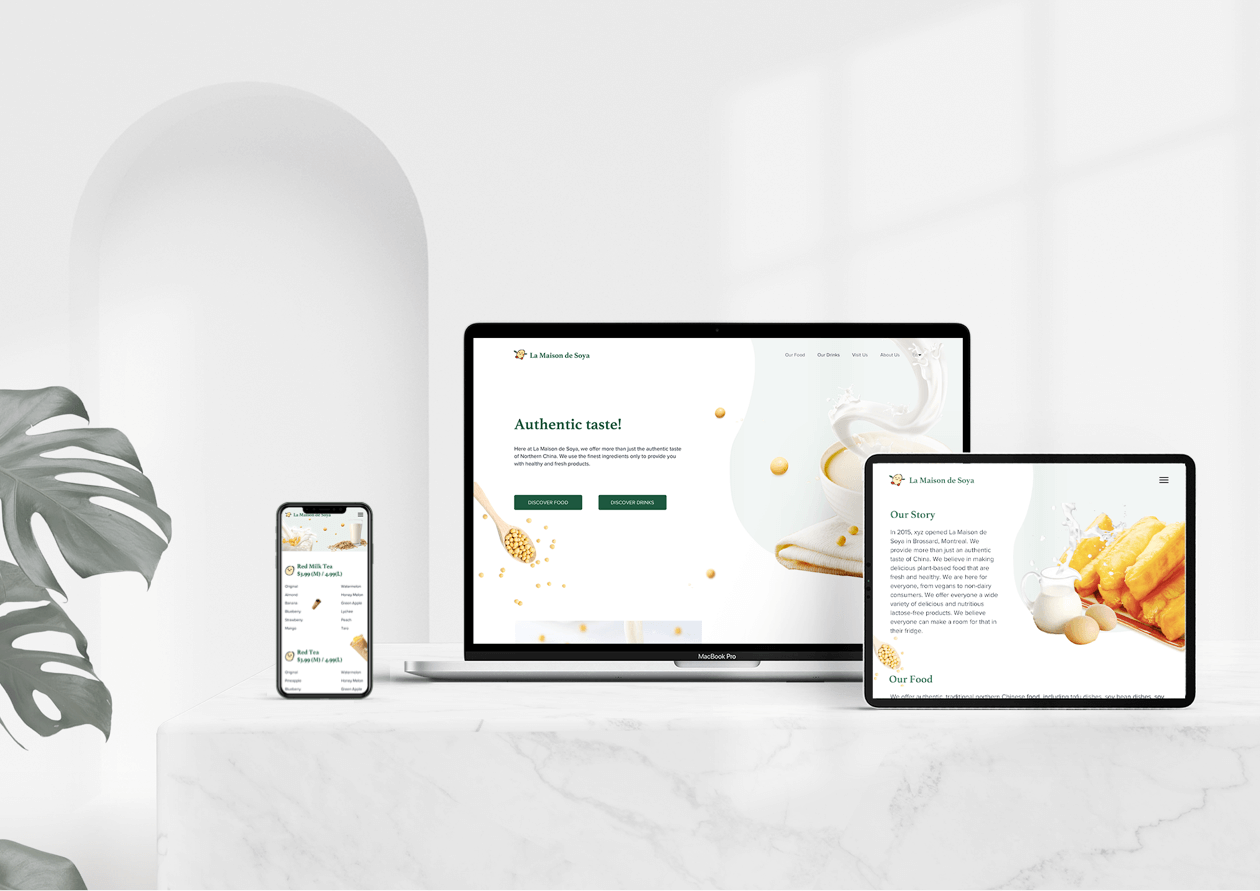 La Maison de Soya
Our Food
Our Drinks
Visit Us
About Us
Authentic taste!
Here at La Maison de Soya, we offer more than just the authentic taste
of Northern China. We use the finest ingredients only to provide you
with healthy and fresh products.
DISCOVER FOOD
DISCOVER DRINKS
MacBook Pro
La Maison de Soya
Red Milk Tea
$3.99 (M) / 4.99(L)
Original
Watermelon
Almond
Honey Melon
Banana
Green Apple
Blueberry
Lychee
Strawberry
Peach
Mango
Taro
Red Tea
$3.99 (M) / 4.99(L)
Original
Watermelon
Pineapple
Honey Melon
Blueberry
Green Apple
La Maison de Soya
Our Story
In 2015, xyz opened La Maison de
Soya in Brossard, Montreal. We
provide more than just an authentic
taste of China. We believe in making
delicious plant-based food that are
fresh and healthy. We are here for
everyone, from vegans to non-dairy
consumers. We offer everyone a wide
variety of delicious and nutritious
lactose-free products. We believe
everyone can make a room for that in
their fridge.
Our Food
We offer authentic, traditional northern Chinese food, including tofu dishes, soy bean dishes, soy